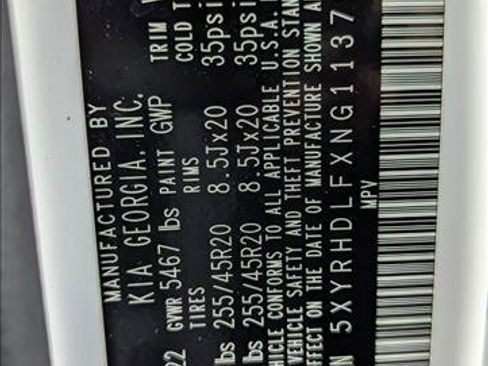 MANUFACTURED BY
KIA GEORGIA, INC.
22 GVWR 5467 lbs PAINT GWP TRIM
TIRES RIMS COLD
lbs 255/45R20 8.5Jx20 35psi
lbs 255/45R20 8.5Jx20 35psi
CONFORMS TO ALL APPLICABLE U.S.A.
VEHICLE SAFETY AND THEFT PREVENTION STAN
EFFECT ON THE DATE OF MANUFACTURE SHOWN
5XYRHDLFXNG1137
MPV